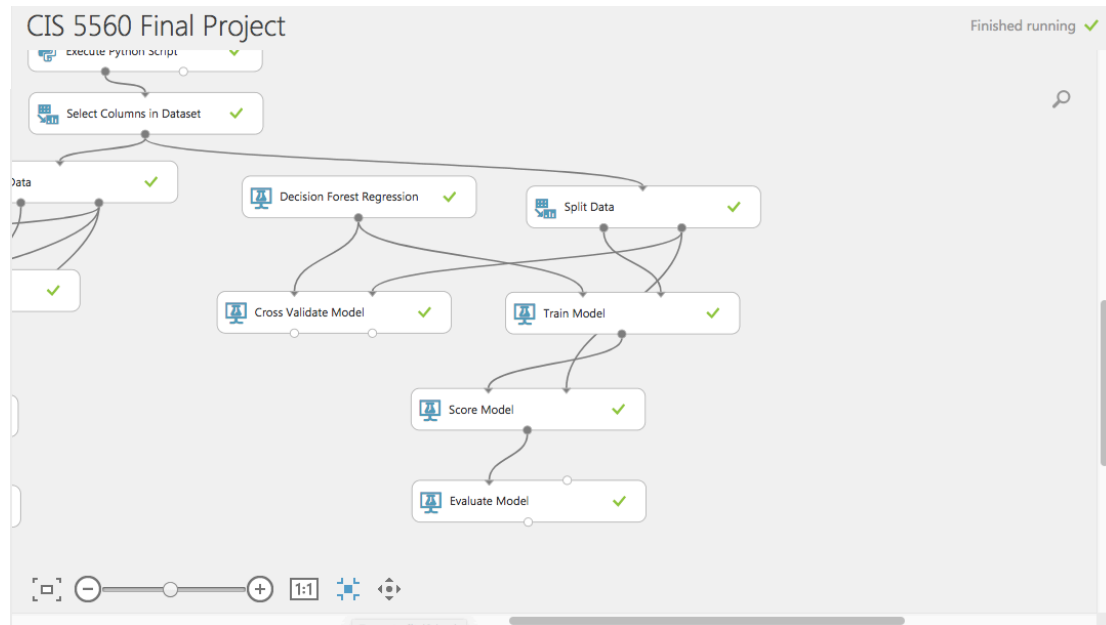 CIS 5560 Final Project
Finished running
Execute Python Script
Select Columns in Dataset
Data
Decision Forest Regression
Split Data
Cross Validate Model
Train Model
Score Model
Evaluate Model
1:1